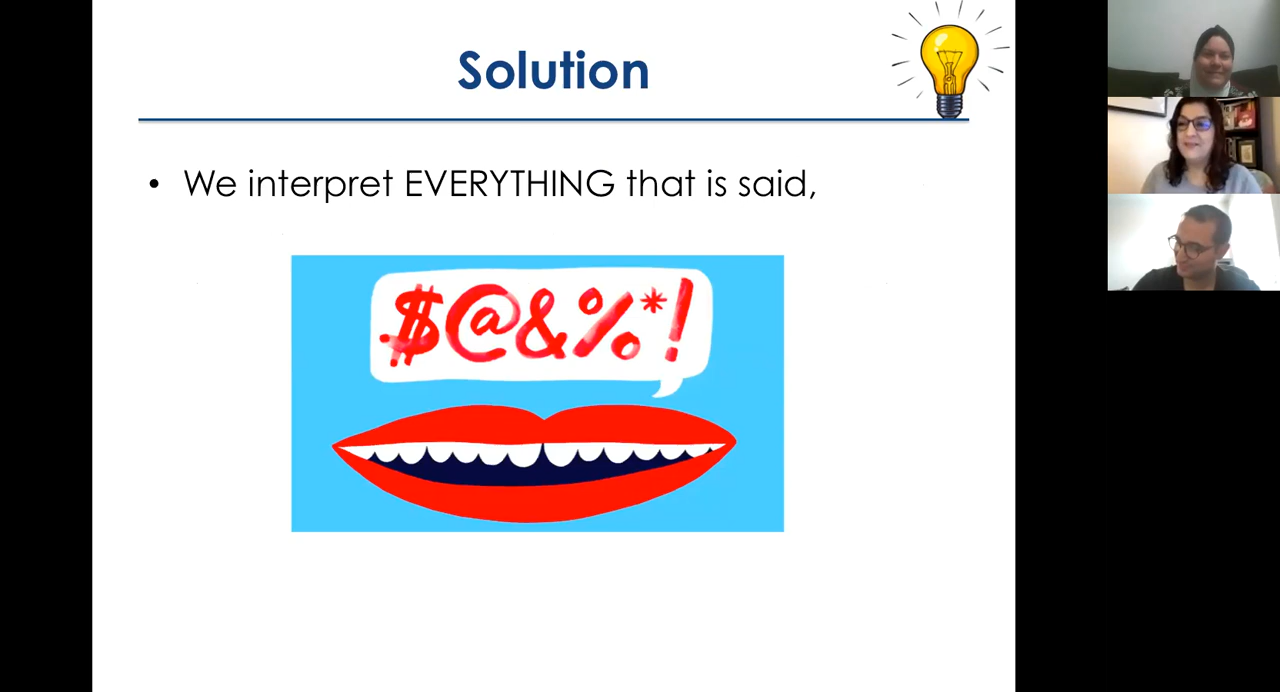 Solution
• We interpret EVERYTHING that is said,
$@&%*!